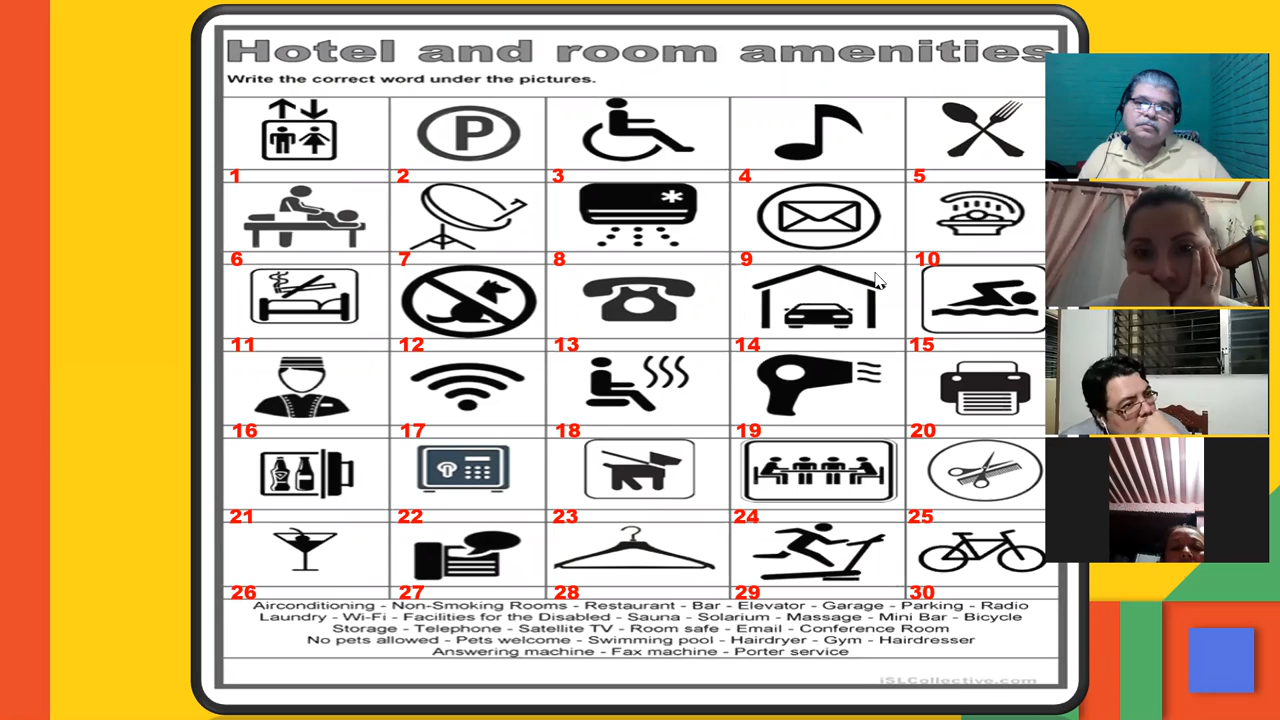 Hotel and room amenities
Write the correct word under the pictures.
P
1 2 3 4 5
6 7 8 9 10
11 12 13 14 15
16 17 18 19 20
21 22 23 24 25
26 27 28 29 30
Airconditioning - Non-Smoking Rooms - Restaurant - Bar - Elevator - Garage - Parking - Radio
Laundry - Wi-Fi - Facilities for the Disabled - Sauna - Solarium - Massage - Mini Bar - Bicycle
Storage - Telephone - Satellite TV - Room safe - Email - Conference Room
No pets allowed - Pets welcome - Swimming pool - Hairdryer - Gym - Hairdresser
Answering machine - Fax machine - Porter service
iSLCollective.com